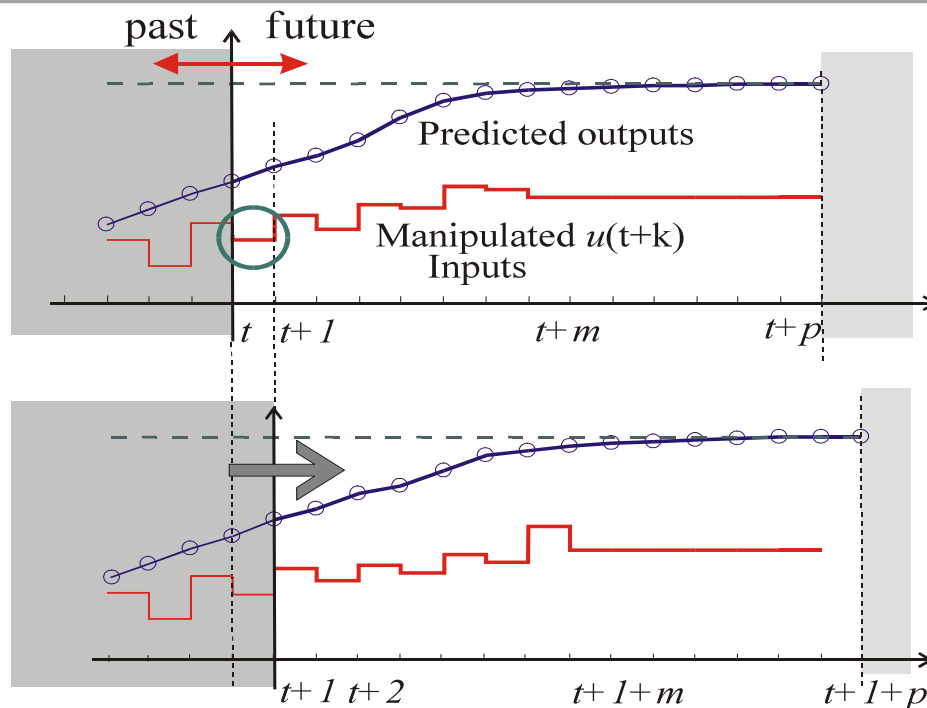 past future
Predicted outputs
Manipulated u(t+k)
Inputs
t t+1 t+m t+p
t+1 t+2 t+1+m t+1+p